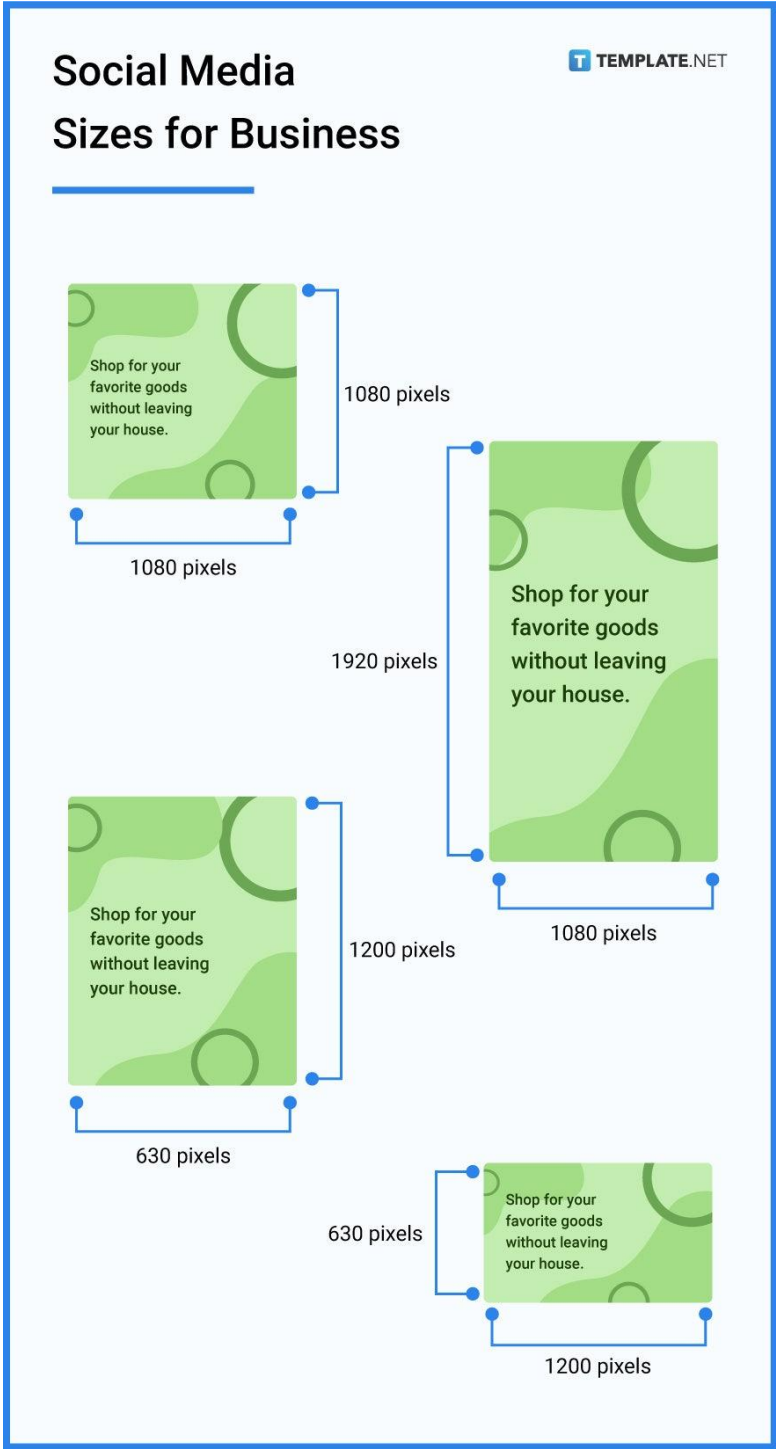 Social Media
Sizes for Business
TEMPLATE.NET
Shop for your
favorite goods
without leaving
your house.
1080 pixels
1080 pixels
Shop for your
favorite goods
without leaving
your house.
1920 pixels
1080 pixels
Shop for your
favorite goods
without leaving
your house.
1200 pixels
630 pixels
Shop for your
favorite goods
without leaving
your house.
630 pixels
1200 pixels